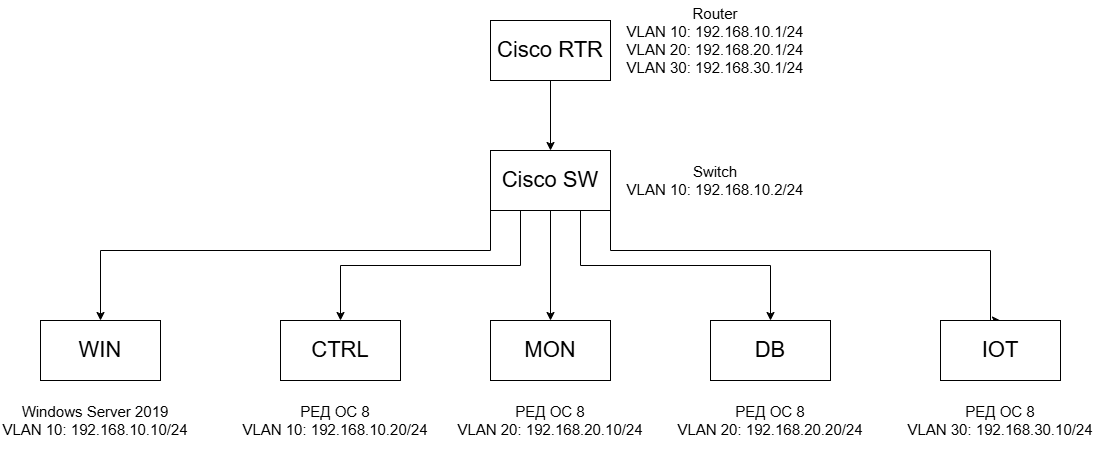 Router
VLAN 10: 192.168.10.1/24
VLAN 20: 192.168.20.1/24
VLAN 30: 192.168.30.1/24
Cisco RTR
Cisco SW
Switch
VLAN 10: 192.168.10.2/24
WIN
CTRL
MON
DB
IOT
Windows Server 2019
VLAN 10: 192.168.10.10/24
РЕД ОС 8
VLAN 10: 192.168.10.20/24
РЕД ОС 8
VLAN 20: 192.168.20.10/24
РЕД ОС 8
VLAN 20: 192.168.20.20/24
РЕД ОС 8
VLAN 30: 192.168.30.10/24